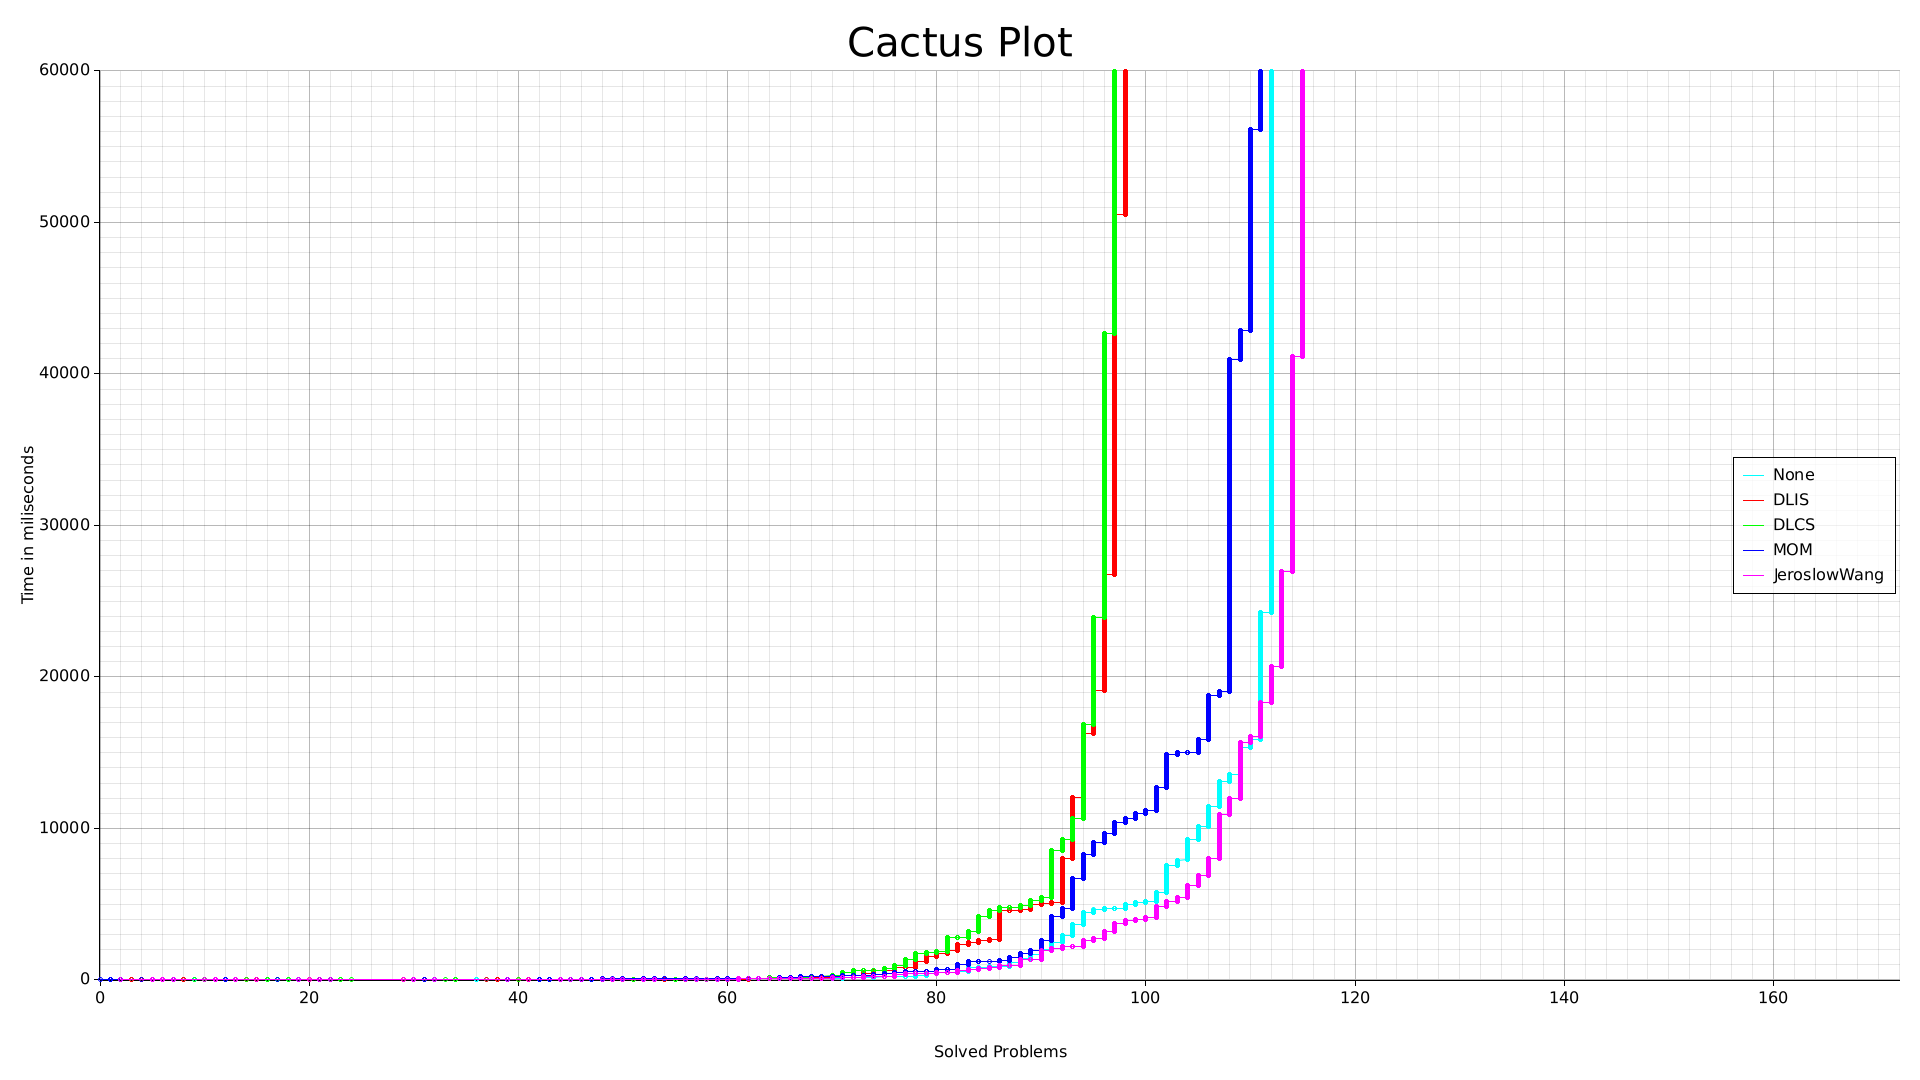 Cactus Plot
60000
50000
40000
30000
20000
10000
0
Time in miliseconds
None
DLIS
DLCS
MOM
JeroslowWang
0 20 40 60 80 100 120 140 160
Solved Problems